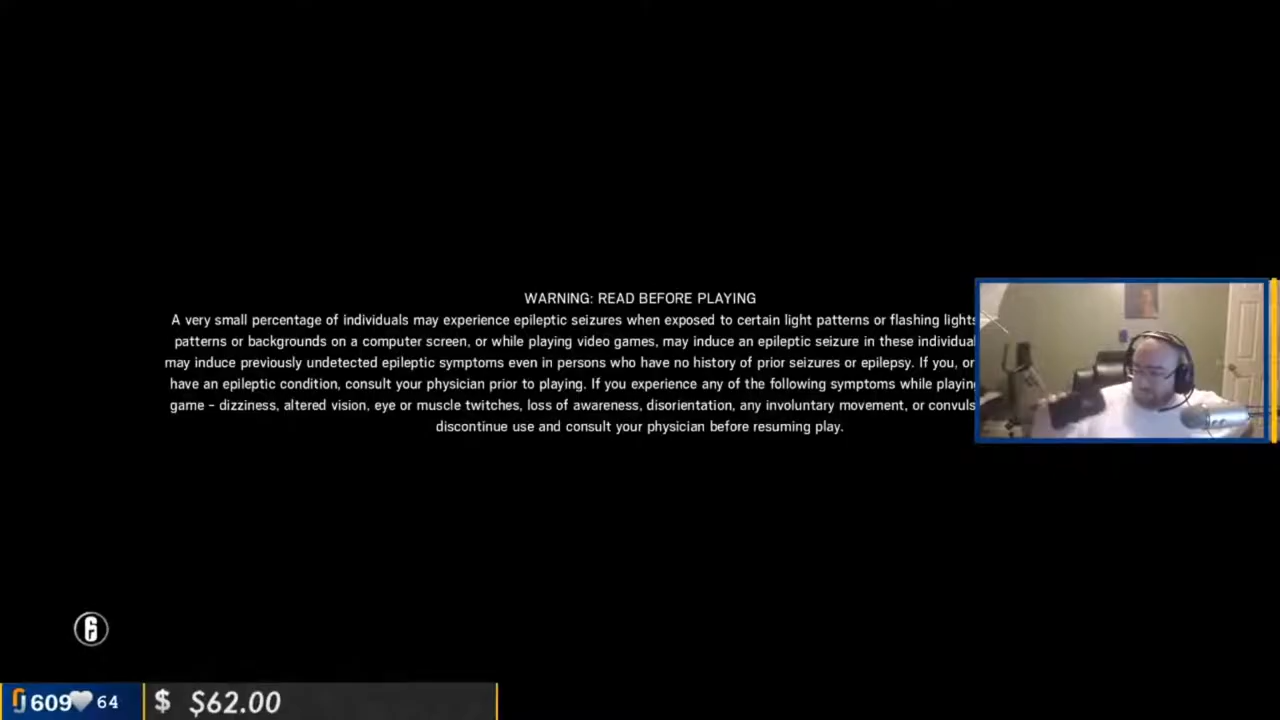 WARNING: READ BEFORE PLAYING
A very small percentage of individuals may experience epileptic seizures when exposed to certain light patterns or flashing lights
patterns or backgrounds on a computer screen, or while playing video games, may induce an epileptic seizure in these individual
may induce previously undetected epileptic symptoms even in persons who have no history of prior seizures or epilepsy. If you, or
have an epileptic condition, consult your physician prior to playing. If you experience any of the following symptoms while playing
game – dizziness, altered vision, eye or muscle twitches, loss of awareness, disorientation, any involuntary movement, or convuls
discontinue use and consult your physician before resuming play.
6
609 64 $ $62.00